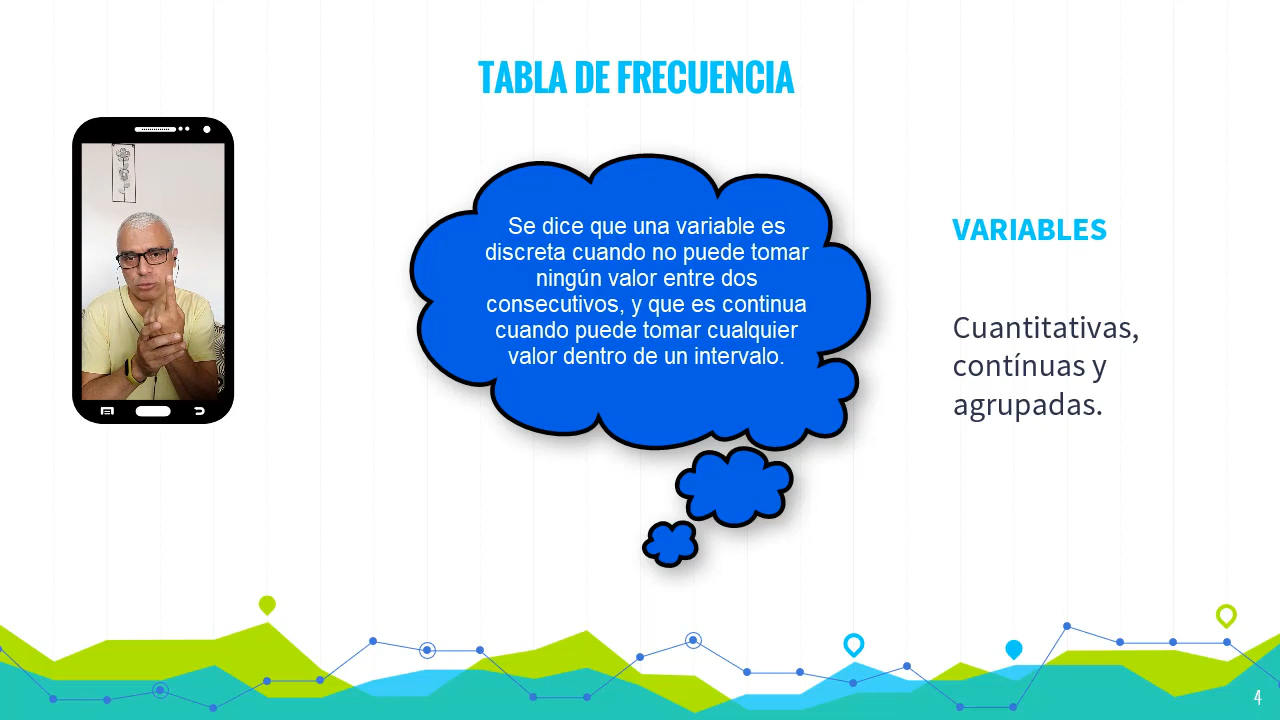 TABLA DE FRECUENCIA
Se dice que una variable es
discreta cuando no puede tomar
ningún valor entre dos
consecutivos, y que es continua
cuando puede tomar cualquier
valor dentro de un intervalo.
VARIABLES
Cuantitativas,
contínuas y
agrupadas.
4